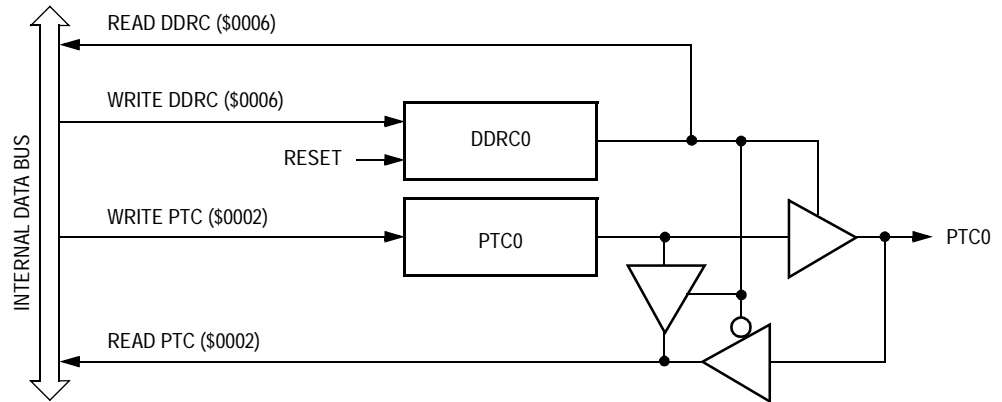 READ DDRC ($0006)
WRITE DDRC ($0006)
DDRC0
RESET
INTERNAL DATA BUS
WRITE PTC ($0002)
PTC0
PTC0
READ PTC ($0002)